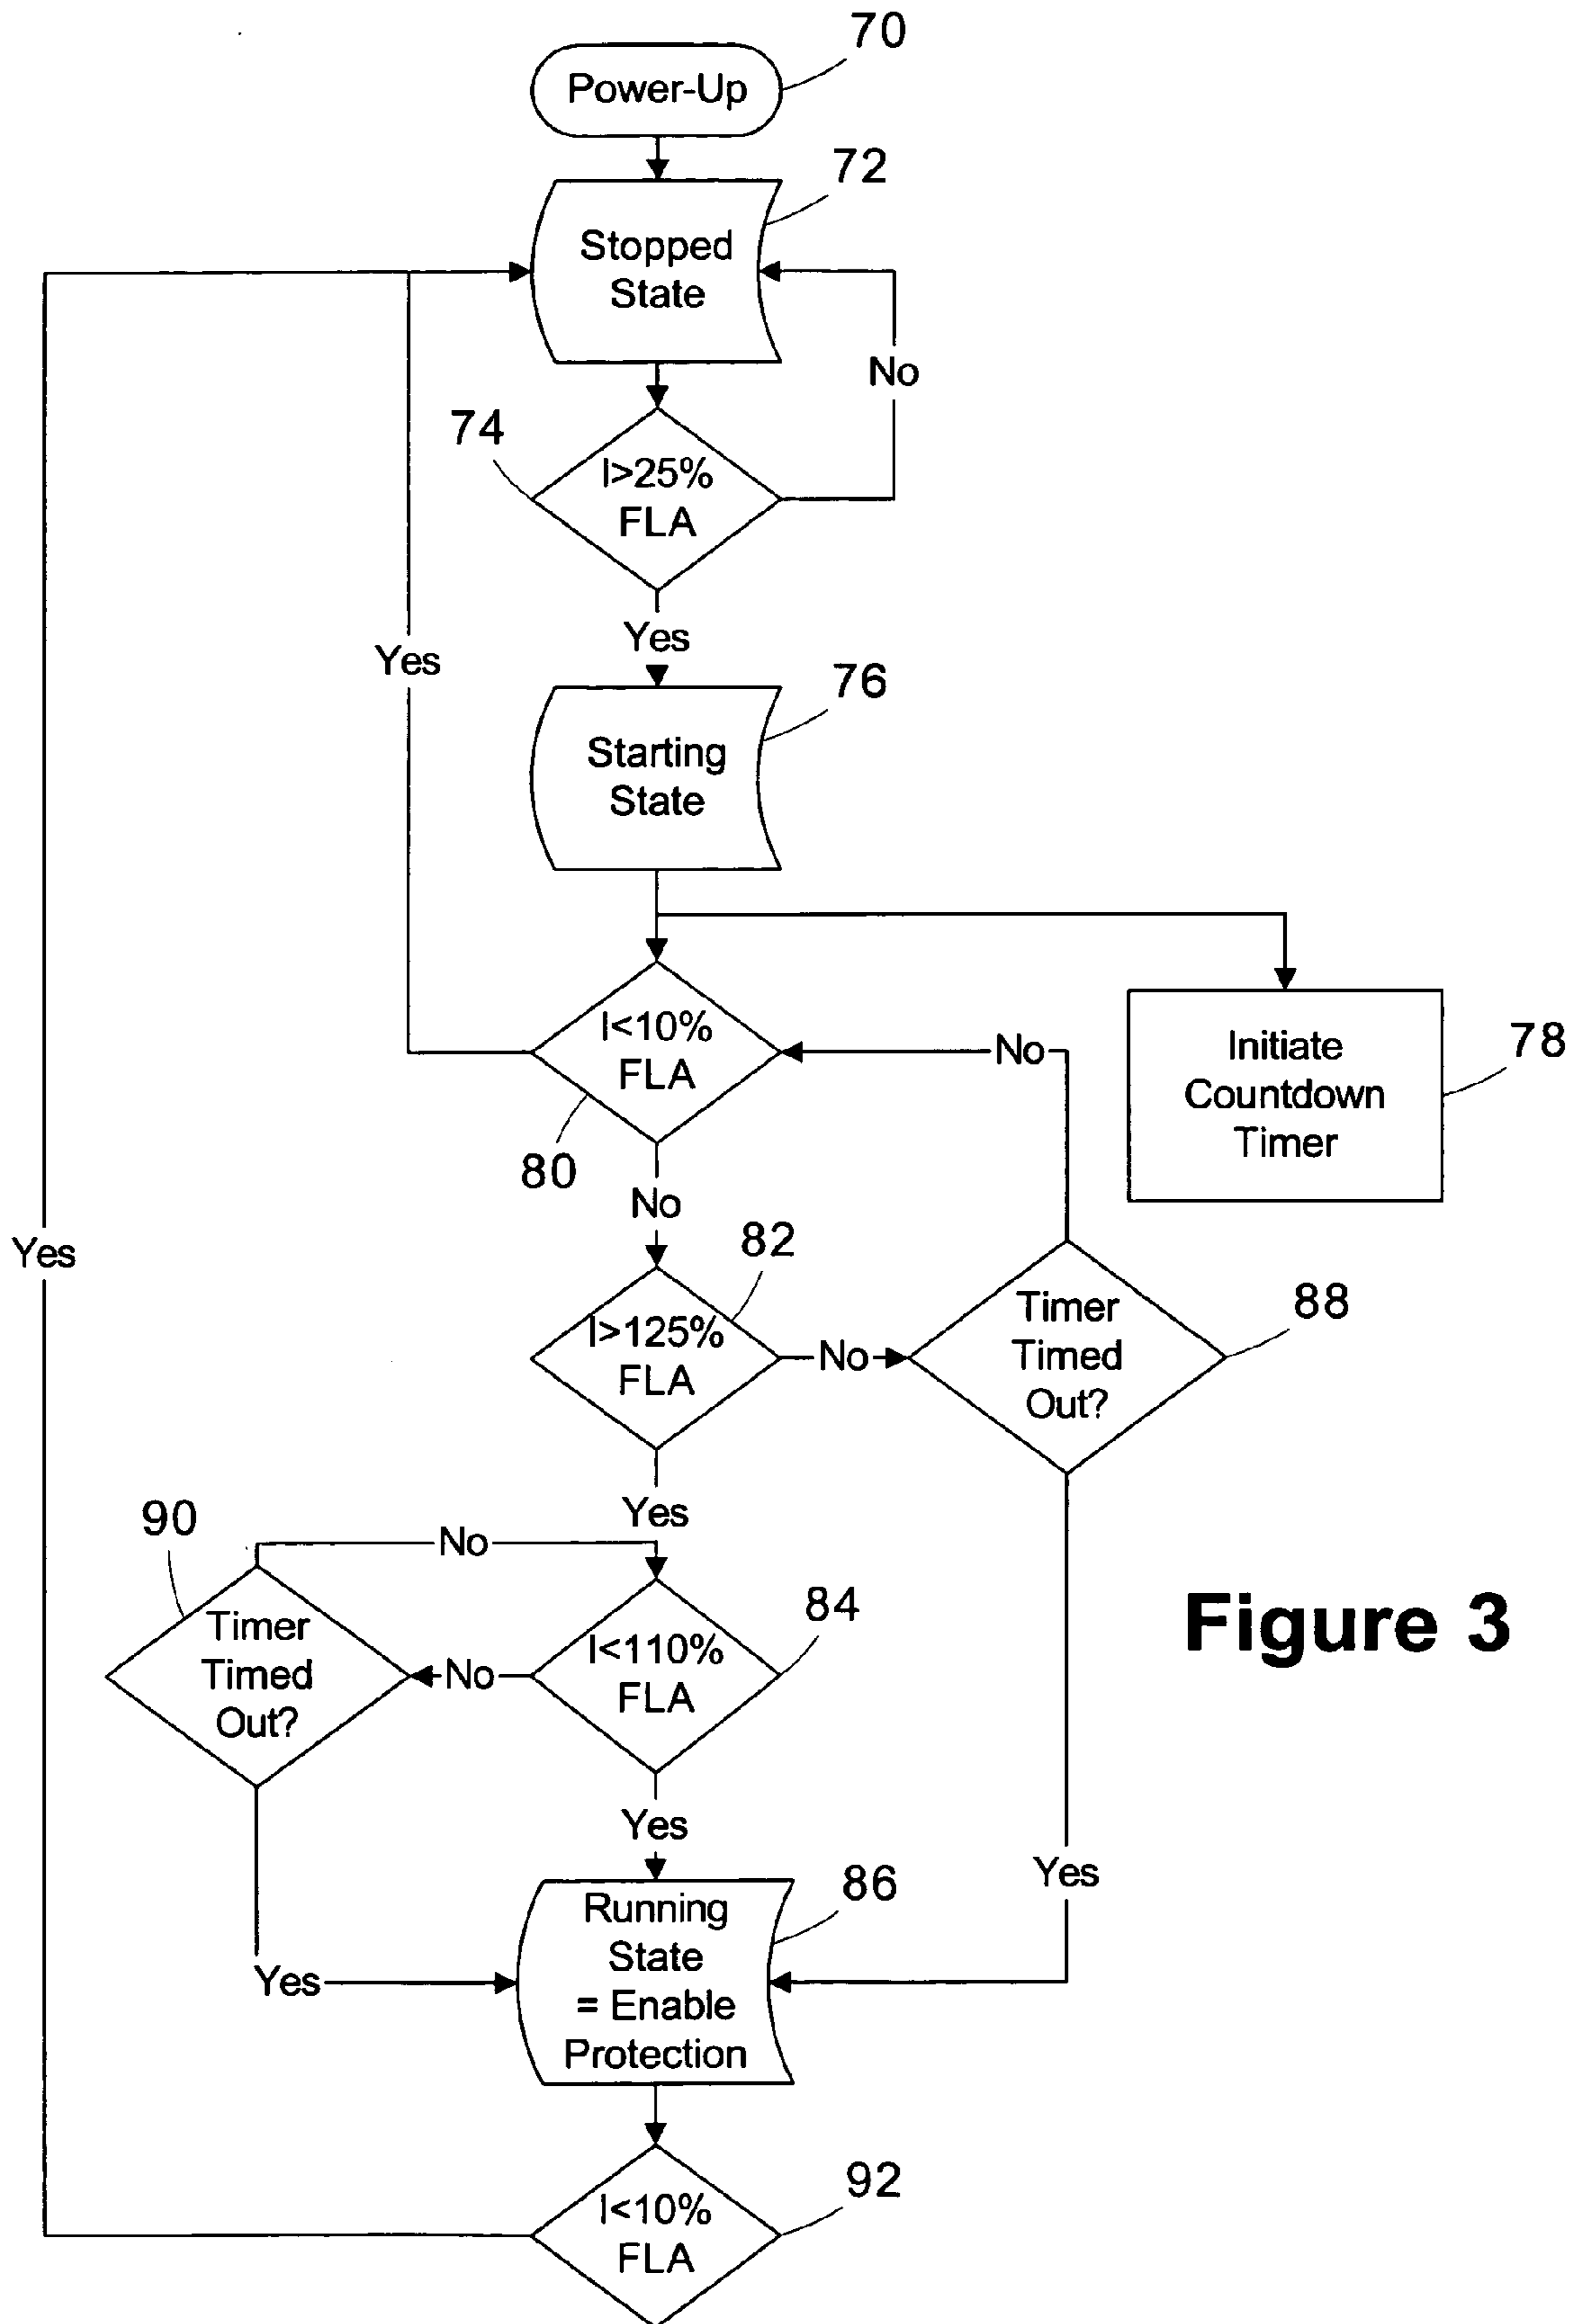 70
Power-Up
72
Stopped
State
No
74
I>25%
FLA
Yes
Yes
76
Starting
State
I<10%
FLA
No
Initiate
Countdown
Timer
78
80
No
Yes
82
I>125%
FLA
No
Timer
Timed
Out?
88
Yes
90
No
Timer
Timed
Out?
No
I<110%
FLA
84
Figure 3
Yes
Yes
86
Running
State
= Enable
Protection
Yes
92
I<10%
FLA